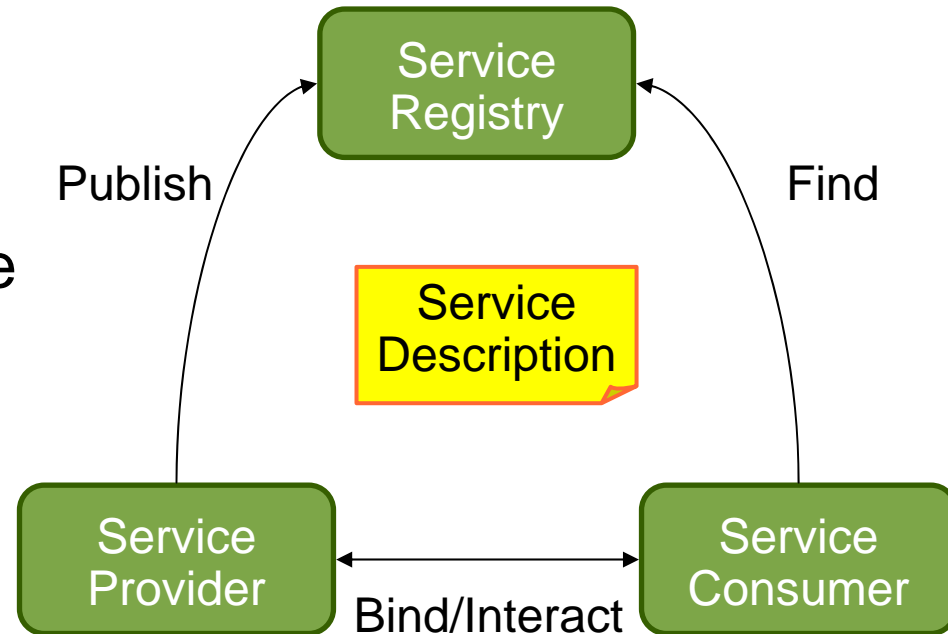 Service
Registry
Publish
Find
e
Service
Description
Service
Provider
Service
Consumer
Bind/Interact